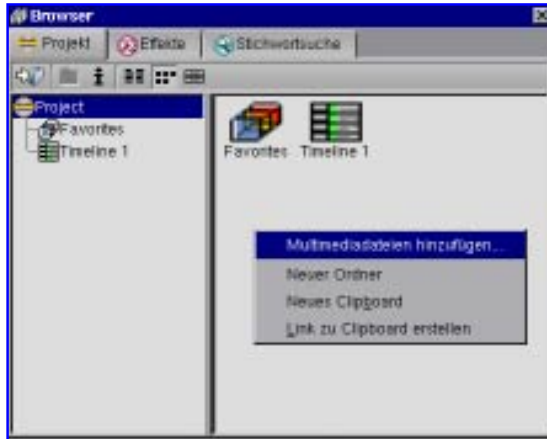 Browser
Projekt Effekte Stichwortsuche
Project
Favorites
Timeline 1
Favorites Timeline 1
Multimediadateien hinzufügen...
Neuer Ordner
Neues Clipboard
Link zu Clipboard erstellen